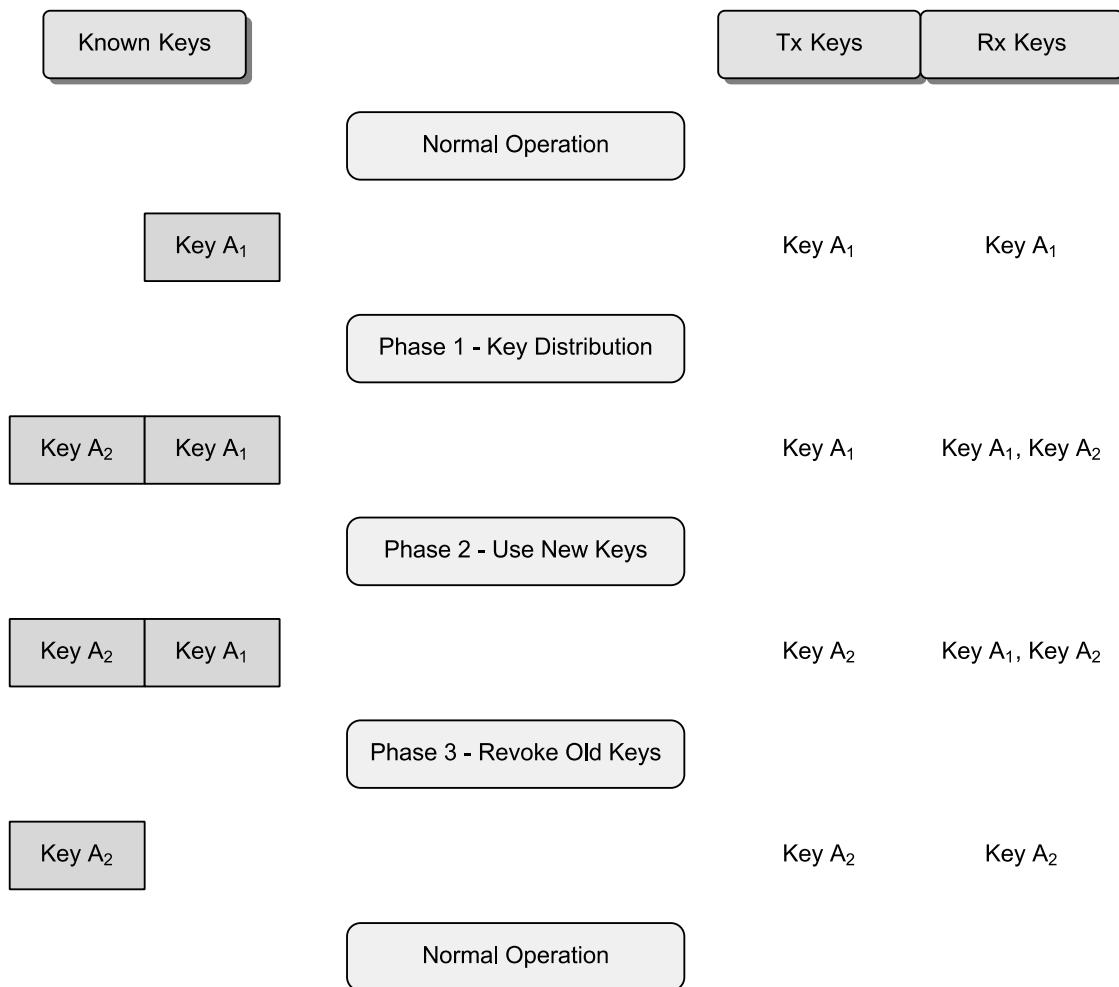 Known Keys
Tx Keys
Rx Keys
Normal Operation
Key A₁
Key A₁
Key A₁
Phase 1 - Key Distribution
Key A₂
Key A₁
Key A₁
Key A₁, Key A₂
Phase 2 - Use New Keys
Key A₂
Key A₁
Key A₂
Key A₁, Key A₂
Phase 3 - Revoke Old Keys
Key A₂
Key A₂
Key A₂
Normal Operation